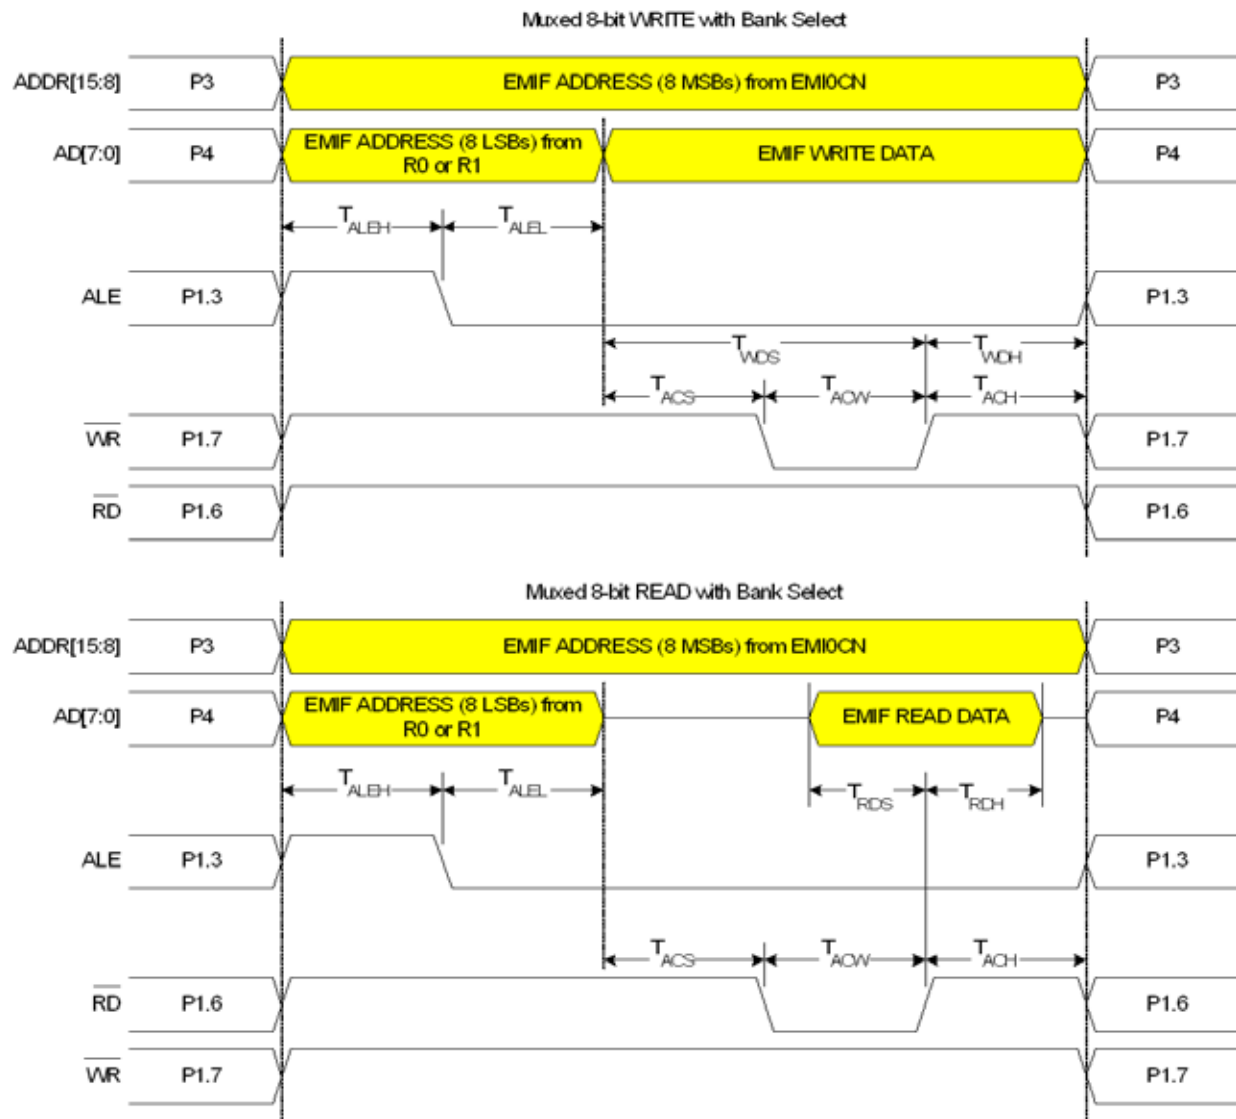 Muxed 8-bit WRITE with Bank Select
ADDR[15:8] P3 EMIF ADDRESS (8 MSBs) from EMI0CN P3
AD[7:0] P4 EMIF ADDRESS (8 LSBs) from
R0 or R1 EMIF WRITE DATA P4
TALEH TALEL
ALE P1.3 P1.3
TWDS TWDH
TACS TACW TACH
WR P1.7 P1.7
RD P1.6 P1.6
Muxed 8-bit READ with Bank Select
ADDR[15:8] P3 EMIF ADDRESS (8 MSBs) from EMI0CN P3
AD[7:0] P4 EMIF ADDRESS (8 LSBs) from
R0 or R1 EMIF READ DATA P4
TALEH TALEL TRDS TRDH
ALE P1.3 P1.3
TACS TACW TACH
RD P1.6 P1.6
WR P1.7 P1.7